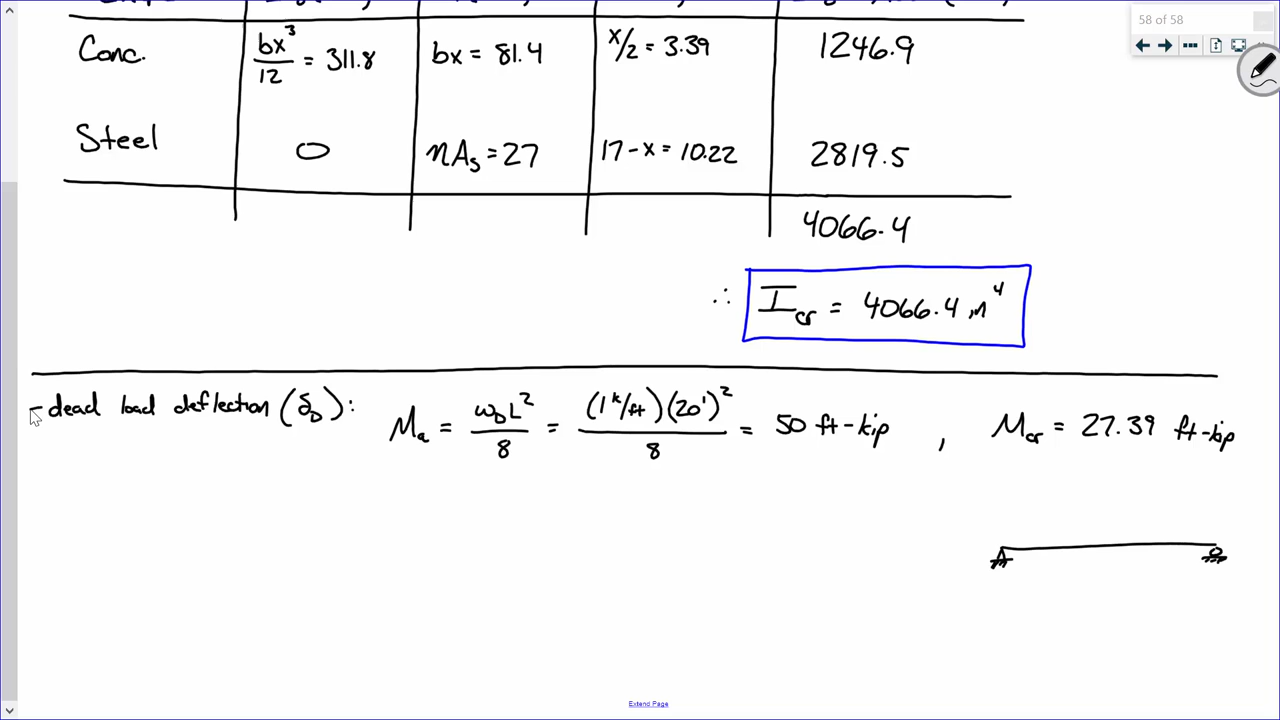 58 of 58
Conc. bx³/12 = 311.8 bx = 81.4 x/2 = 3.39 1246.9
Steel 0 nAs = 27 17 - x = 10.22 2819.5
4066.4
∴ Icr = 4066.4 in⁴
- dead load deflection (δD): Ma = ωDL²/8 = (1 k/ft)(20')²/8 = 50 ft-kip , Mcr = 27.39 ft-kip
Extend Page